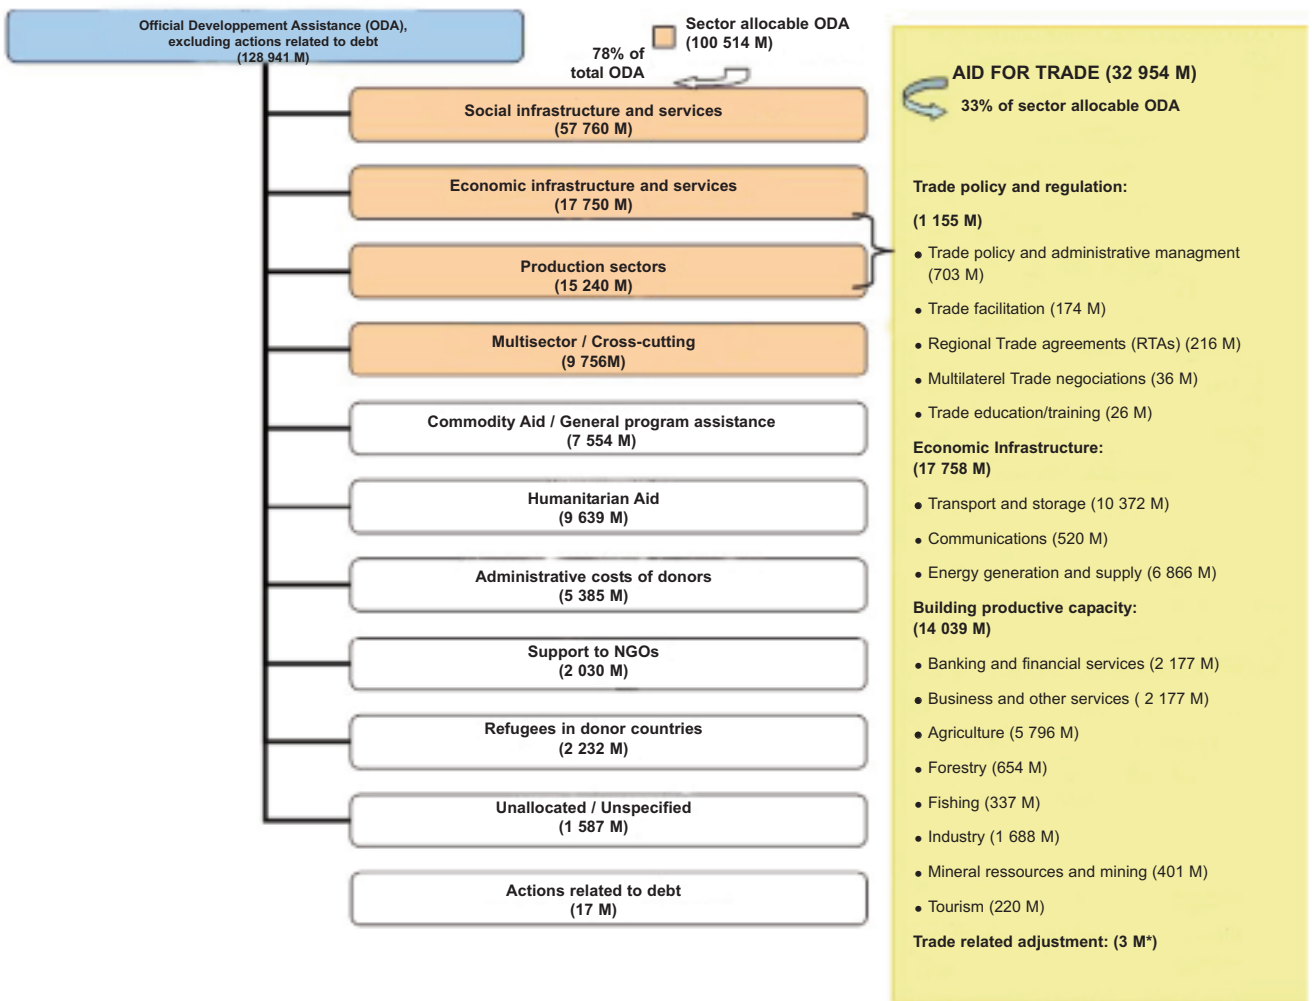 Official Developpement Assistance (ODA),
excluding actions related to debt
(128 941 M)
Sector allocable ODA
(100 514 M)
78% of
total ODA
Social infrastructure and services
(57 760 M)
Economic infrastructure and services
(17 750 M)
Production sectors
(15 240 M)
Multisector / Cross-cutting
(9 756M)
Commodity Aid / General program assistance
(7 554 M)
Humanitarian Aid
(9 639 M)
Administrative costs of donors
(5 385 M)
Support to NGOs
(2 030 M)
Refugees in donor countries
(2 232 M)
Unallocated / Unspecified
(1 587 M)
Actions related to debt
(17 M)
AID FOR TRADE (32 954 M)
33% of sector allocable ODA
Trade policy and regulation:
(1 155 M)
• Trade policy and administrative managment
(703 M)
• Trade facilitation (174 M)
• Regional Trade agreements (RTAs) (216 M)
• Multilaterel Trade negociations (36 M)
• Trade education/training (26 M)
Economic Infrastructure:
(17 758 M)
• Transport and storage (10 372 M)
• Communications (520 M)
• Energy generation and supply (6 866 M)
Building productive capacity:
(14 039 M)
• Banking and financial services (2 177 M)
• Business and other services ( 2 177 M)
• Agriculture (5 796 M)
• Forestry (654 M)
• Fishing (337 M)
• Industry (1 688 M)
• Mineral ressources and mining (401 M)
• Tourism (220 M)
Trade related adjustment: (3 M*)